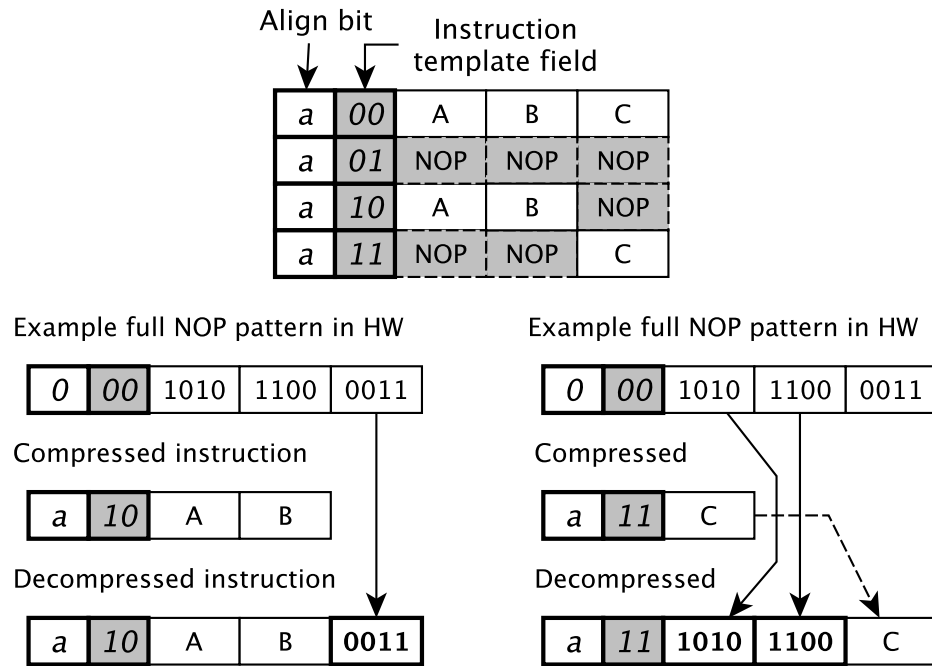 Align bit
Instruction
template field
a 00 A B C
a 01 NOP NOP NOP
a 10 A B NOP
a 11 NOP NOP C
Example full NOP pattern in HW
0 00 1010 1100 0011
Compressed instruction
a 10 A B
Decompressed instruction
a 10 A B 0011
Example full NOP pattern in HW
0 00 1010 1100 0011
Compressed
a 11 C
Decompressed
a 11 1010 1100 C